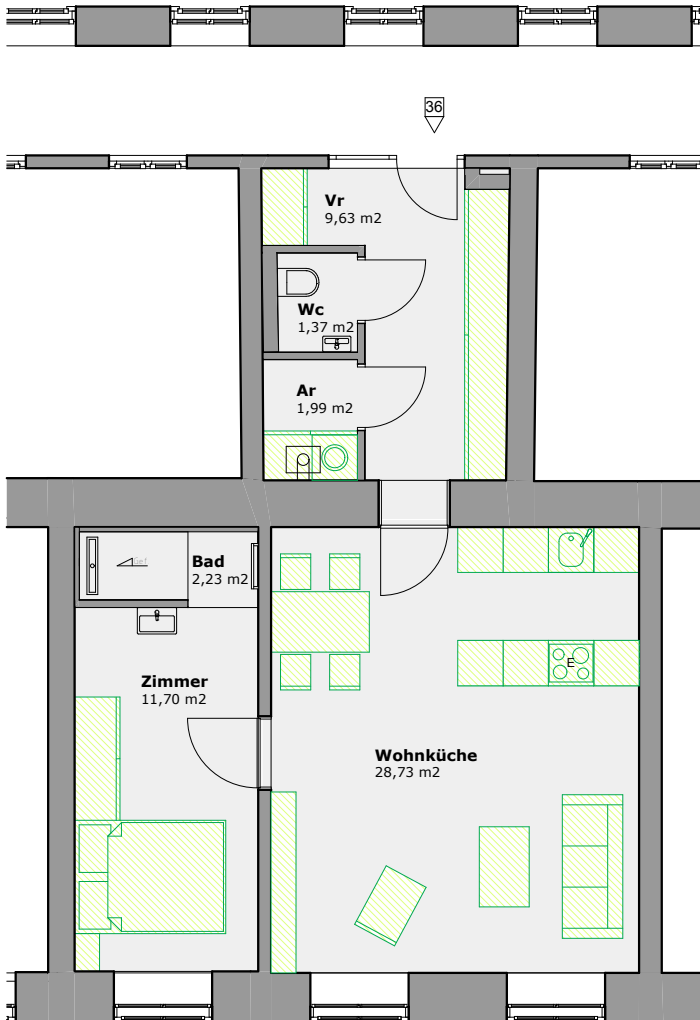 36
Vr
9,63 m2
Wc
1,37 m2
Ar
1,99 m2
Bad
2,23 m2
Gef
Zimmer
11,70 m2
E
Wohnküche
28,73 m2